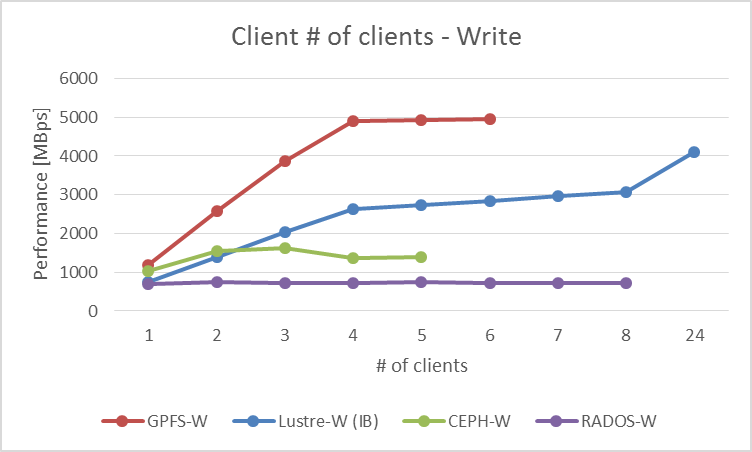 Client # of clients - Write
Performance [MBps]
6000
5000
4000
3000
2000
1000
0
1 2 3 4 5 6 7 8 24
# of clients
GPFS-W Lustre-W (IB) CEPH-W RADOS-W